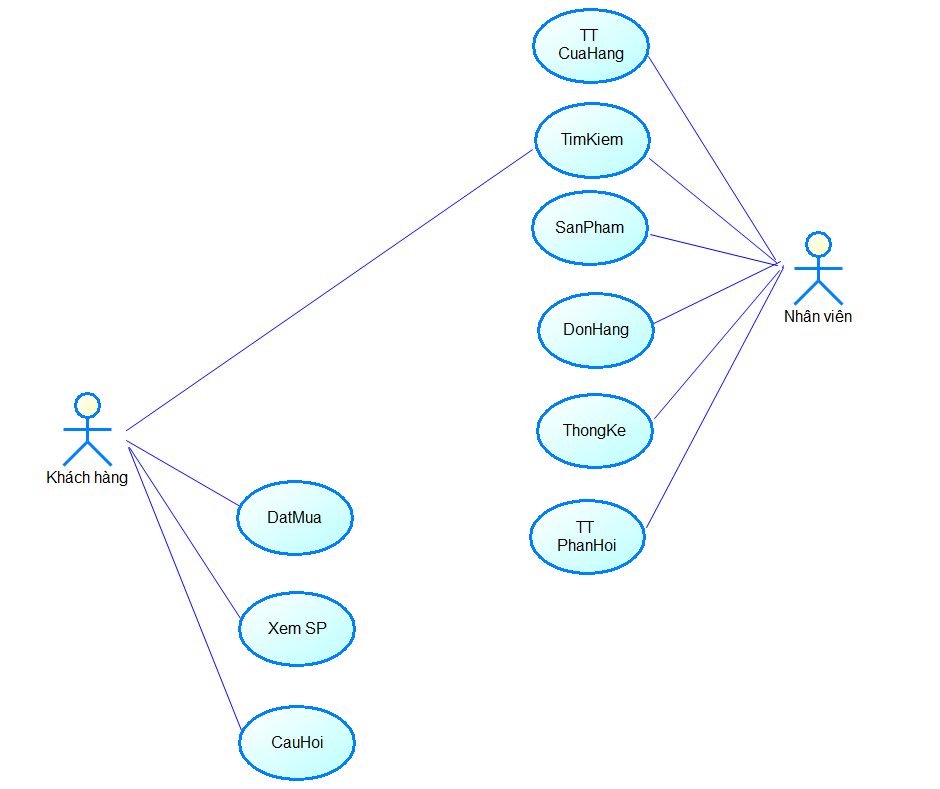 TT
CuaHang
TimKiem
SanPham
Nhân viên
DonHang
ThongKe
Khách hàng
DatMua
TT
PhanHoi
Xem SP
CauHoi